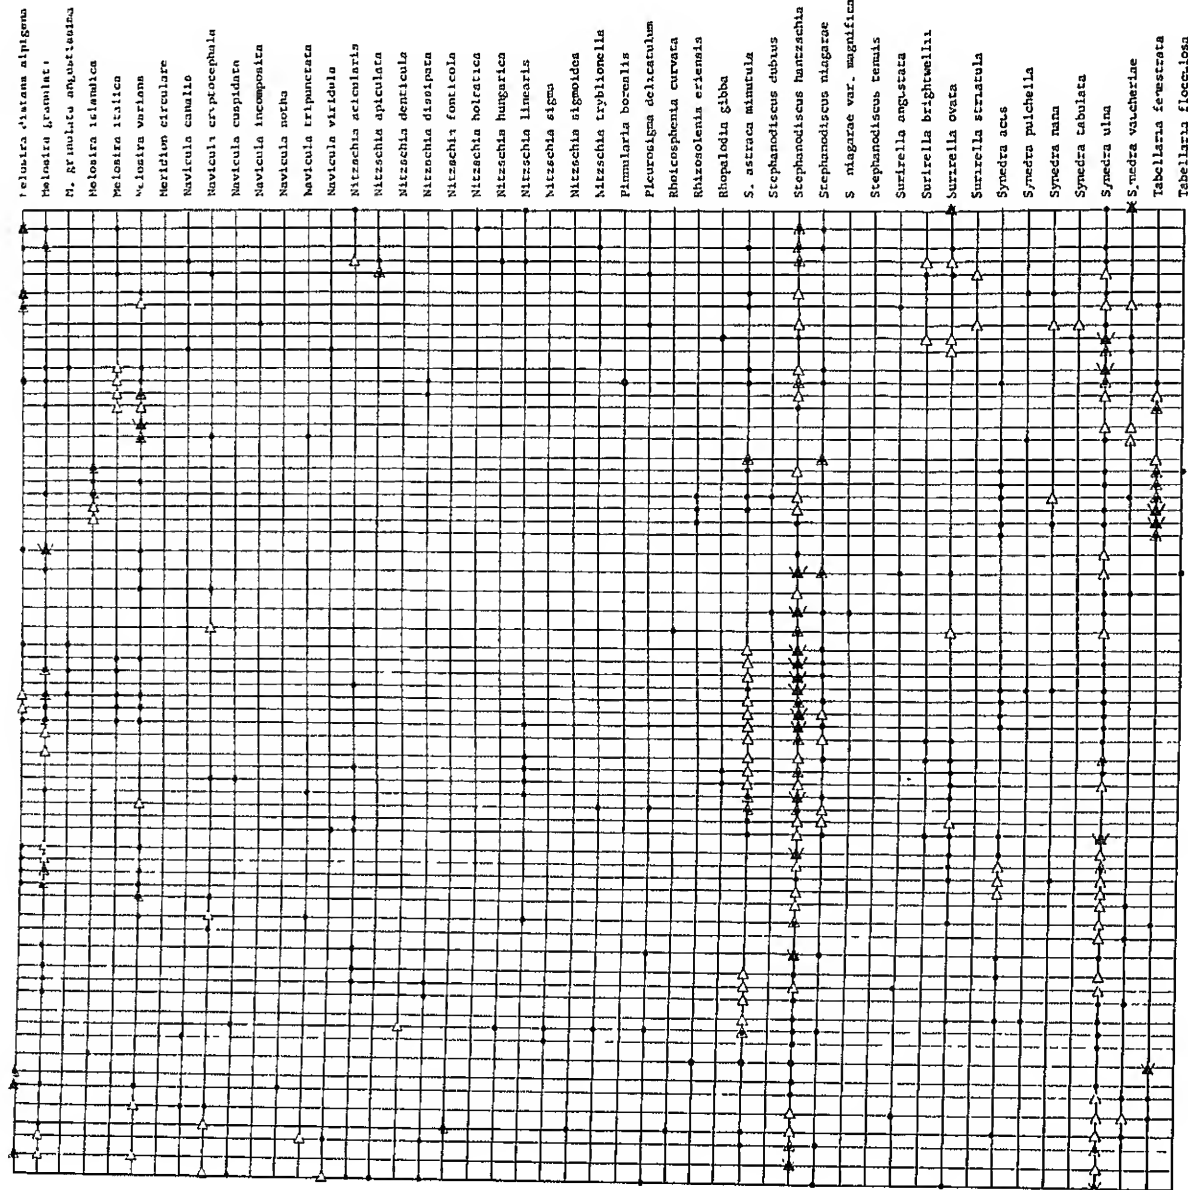 diatana alpigena
Melosira granulat
M. granulata angustissima
Melosira islandica
Melosira italica
Melosira varians
Meridion circulare
Navicula canalis
Navicula cryptocephala
Navicula cuspidata
Navicula incomposita
Navicula notha
Navicula tripunctata
Navicula viridula
Nitzschia acicularis
Nitzschia apiculata
Nitzschia denticula
Nitzschia dissipata
Nitzschia fonticola
Nitzschia holsatica
Nitzschia hungarica
Nitzschia linearis
Nitzschia sigma
Nitzschia sigmoidea
Nitzschia tryblionella
Pinnularia borealis
Pleurosigma delicatulum
Rhoicosphenia curvata
Rhizosolenia eriensis
Rhopalodia gibba
S. astraea minutula
Stephanodiscus dubius
Stephanodiscus hantzschia
Stephanodiscus niagarae
S niagarae var. magnifica
Stephanodiscus tenuis
Surirella angustata
Surirella brightwellii
Surirella ovata
Surirella striatula
Synedra acus
Synedra pulchella
Synedra nana
Synedra tabulata
Synedra ulna
Synedra vaucheriae
Tabellaria fenestrata
Tabellaria flocculosa